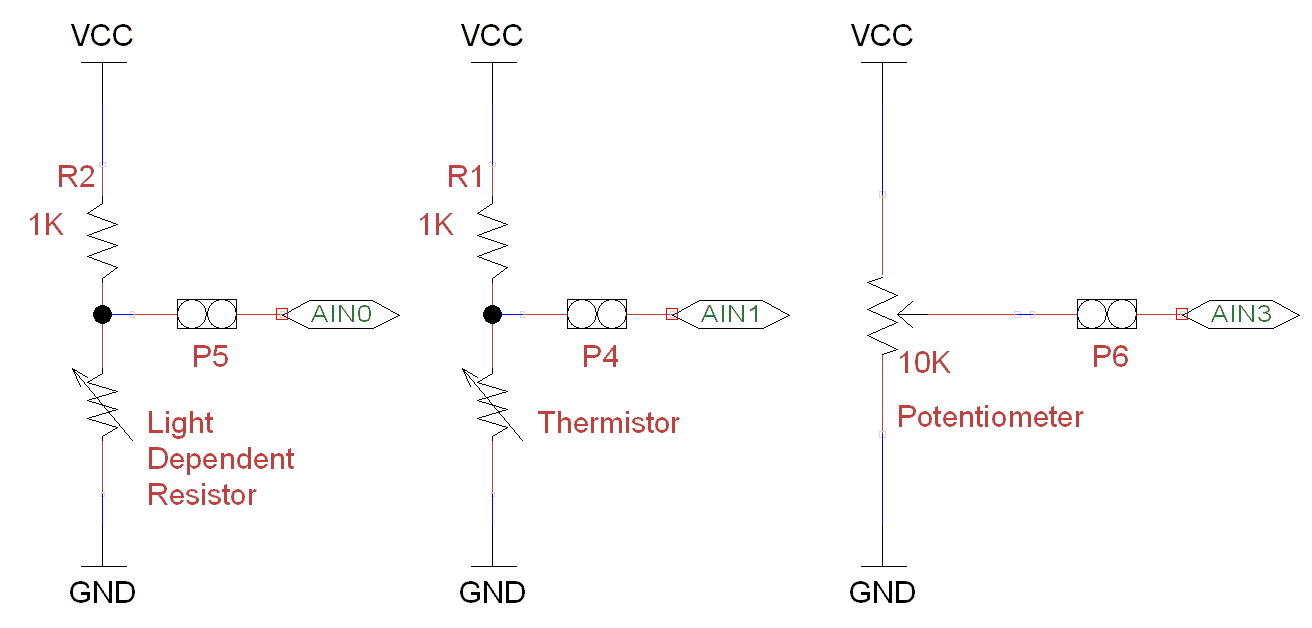 VCC
R2
1K
AIN0
P5
Light
Dependent
Resistor
GND
VCC
R1
1K
AIN1
P4
Thermistor
GND
VCC
AIN3
P6
10K
Potentiometer
GND